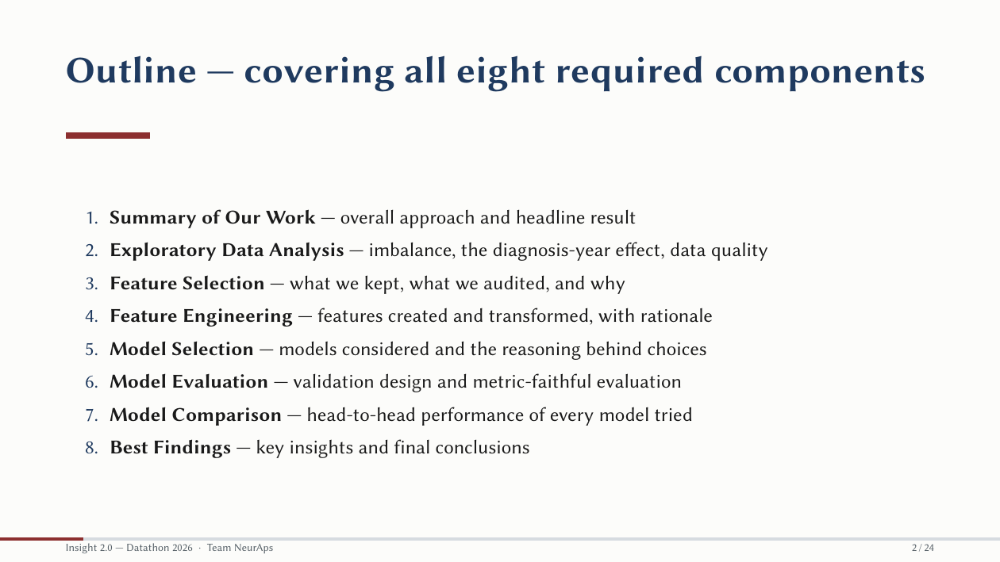 Outline — covering all eight required components
1. Summary of Our Work — overall approach and headline result
2. Exploratory Data Analysis — imbalance, the diagnosis-year effect, data quality
3. Feature Selection — what we kept, what we audited, and why
4. Feature Engineering — features created and transformed, with rationale
5. Model Selection — models considered and the reasoning behind choices
6. Model Evaluation — validation design and metric-faithful evaluation
7. Model Comparison — head-to-head performance of every model tried
8. Best Findings — key insights and final conclusions
Insight 2.0 — Datathon 2026 · Team NeurAps
2 / 24